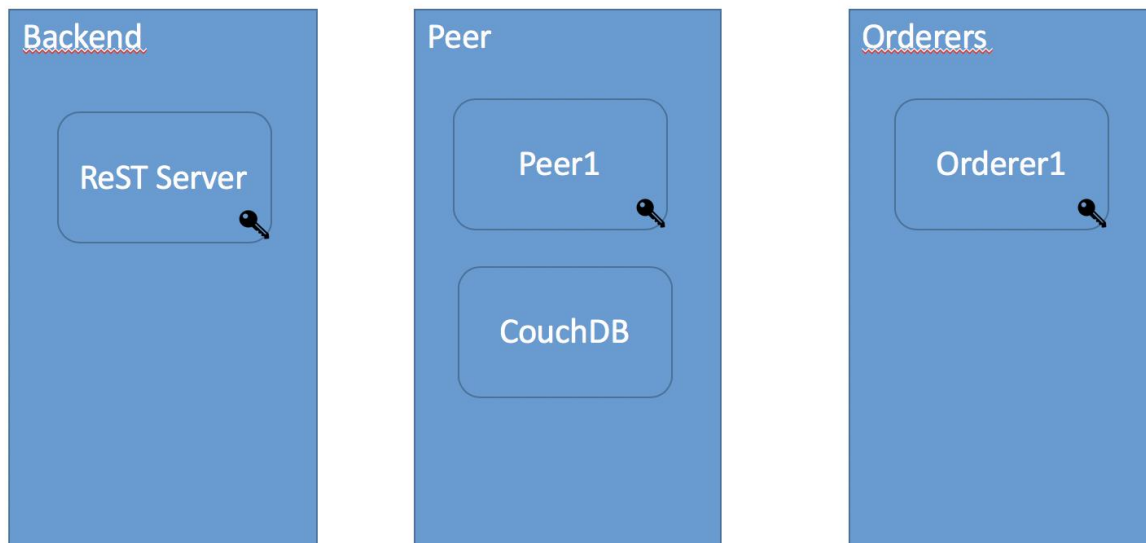 Backend
ReST Server
Peer
Peer1
CouchDB
Orderers
Orderer1